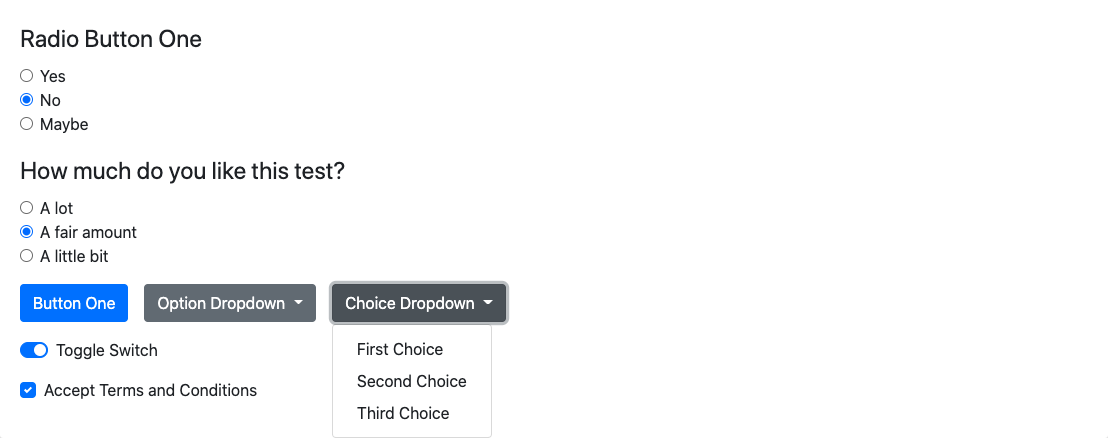 Radio Button One
Yes
No
Maybe
How much do you like this test?
A lot
A fair amount
A little bit
Button One Option Dropdown Choice Dropdown
Toggle Switch First Choice
Second Choice
Accept Terms and Conditions
Third Choice